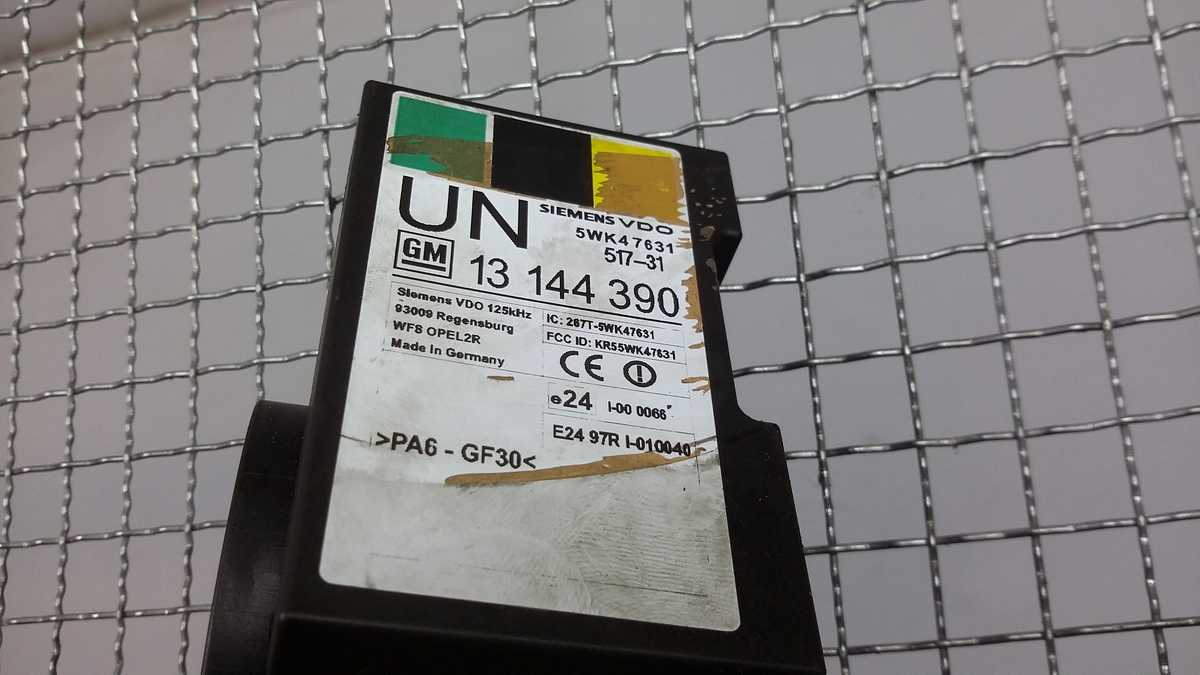 UN
SIEMENS VDO
5WK47631
517-31
GM
13 144 390
Siemens VDO 125kHz
93009 Regensburg
WFS OPEL2R
Made In Germany
IC: 267T-5WK47631
FCC ID: KR55WK47631
CE
e24 I-00 0066
E24 97R I-010040
>PA6 - GF30<